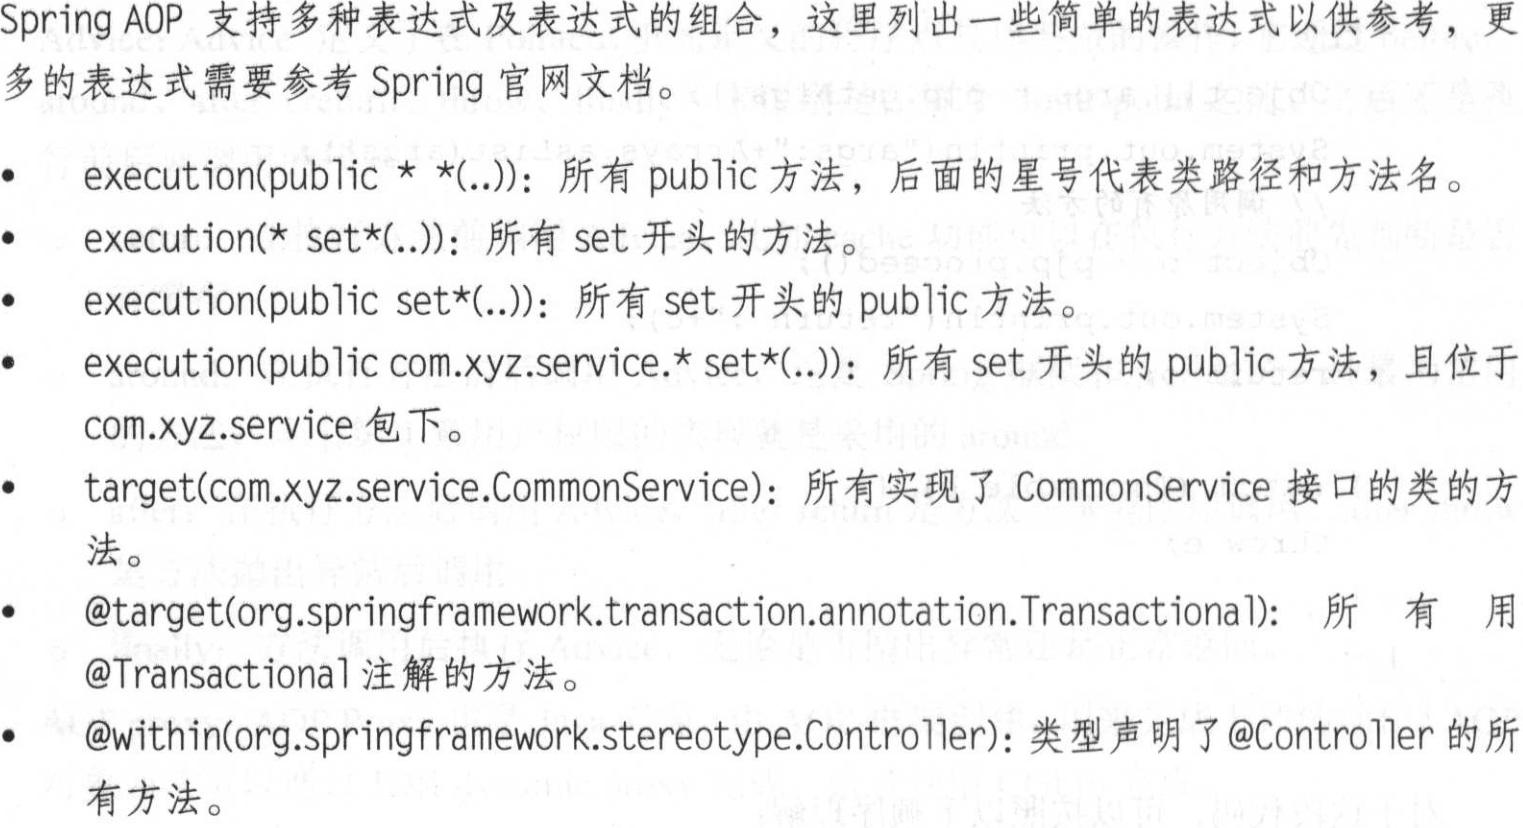 Spring AOP 支持多种表达式及表达式的组合，这里列出一些简单的表达式以供参考，更
多的表达式需要参考 Spring 官网文档。
• execution(public * *(..))：所有 public 方法，后面的星号代表类路径和方法名。
• execution(* set*(..))：所有 set 开头的方法。
• execution(public set*(..))：所有 set 开头的 public 方法。
• execution(public com.xyz.service.* set*(..))：所有 set 开头的 public 方法，且位于
com.xyz.service 包下。
• target(com.xyz.service.CommonService)：所有实现了 CommonService 接口的类的方
法。
• @target(org.springframework.transaction.annotation.Transactional)：所有用
@Transactional 注解的方法。
• @within(org.springframework.stereotype.Controller)：类型声明了@Controller 的所
有方法。